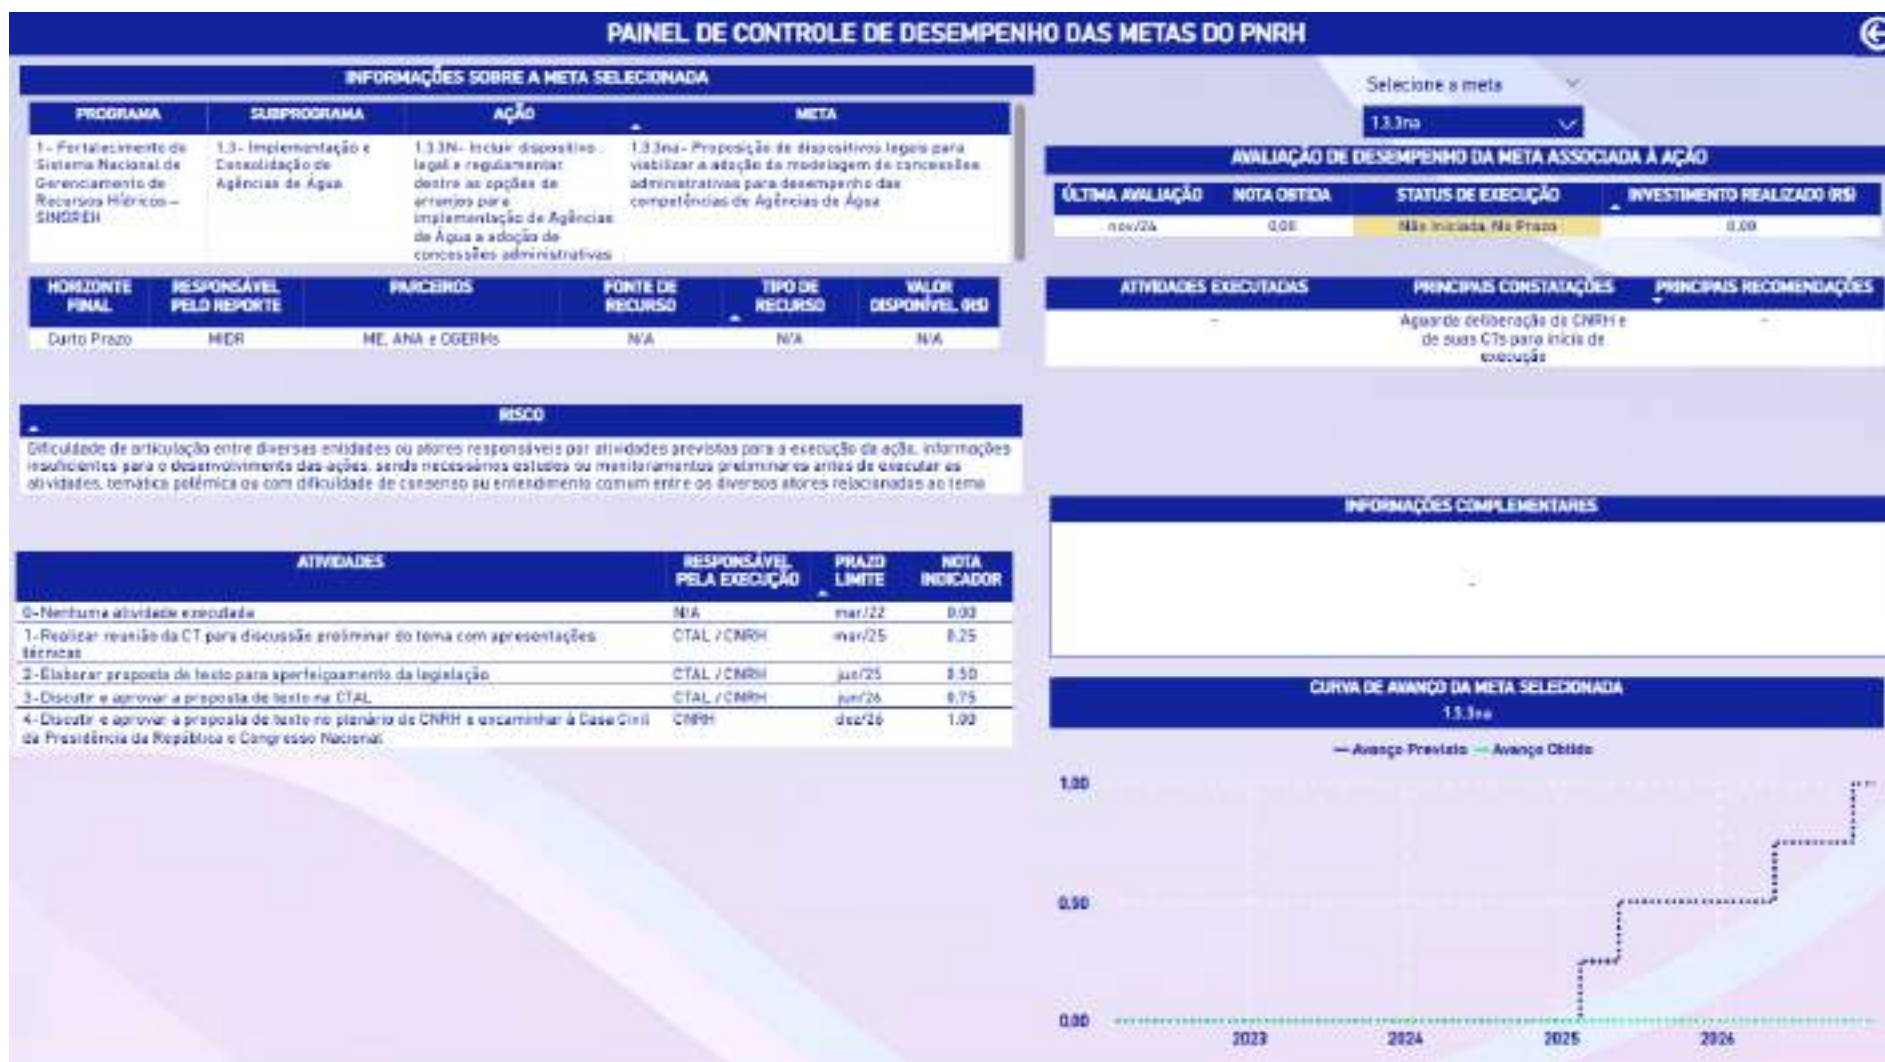 PAINEL DE CONTROLE DE DESEMPENHO DAS METAS DO PNRH
INFORMAÇÕES SOBRE A META SELECIONADA
PROGRAMA SUBPROGRAMA AÇÃO META
1- Fortalecimento do
Sistema Nacional de
Gerenciamento de
Recursos Hídricos –
SINGREH
1.3- Implementação e
Consolidação de
Agências de Água
1.3.3N- Incluir dispositivo
legal e regulamentar
dentre as opções de
arranjos para
implementação de Agências
de Água a adoção de
concessões administrativas
1.3.3na- Proposição de dispositivos legais para
viabilizar a adoção da modelagem de concessões
administrativas para desempenho das
competências de Agências de Água
HORIZONTE FINAL RESPONSÁVEL PELO REPORTE PARCEIROS FONTE DE RECURSO TIPO DE RECURSO VALOR DISPONÍVEL (R$)
Curto Prazo MIDR ME, ANA e OGERHs N/A N/A N/A
RISCO
Dificuldade de articulação entre diversas entidades ou atores responsáveis por atividades previstas para a execução da ação, informações
insuficientes para o desenvolvimento das ações, sendo necessários estudos ou monitoramentos preliminares antes de executar as
atividades, temática polêmica ou com dificuldade de consenso ou entendimento comum entre os diversos atores relacionados ao tema
ATIVIDADES RESPONSÁVEL PELA EXECUÇÃO PRAZO LIMITE NOTA INDICADOR
0-Nenhuma atividade executada N/A mar/22 0.00
1-Realizar reunião da CT para discussão preliminar do tema com apresentações
técnicas CTAL / CNRH mar/25 0.25
2-Elaborar proposta de texto para aperfeiçoamento da legislação CTAL / CNRH jun/25 0.50
3-Discutir e aprovar a proposta de texto na CTAL CTAL / CNRH jun/26 0.75
4-Discutir e aprovar a proposta de texto no plenário do CNRH e encaminhar à Casa Civil
da Presidência da República e Congresso Nacional CNRH dez/26 1.00
Selecione a meta
1.3.3na
AVALIAÇÃO DE DESEMPENHO DA META ASSOCIADA À AÇÃO
ÚLTIMA AVALIAÇÃO NOTA OBTIDA STATUS DE EXECUÇÃO INVESTIMENTO REALIZADO (R$)
nov/24 0,00 Não Iniciada, No Prazo 0,00
ATIVIDADES EXECUTADAS PRINCIPAIS CONSTATAÇÕES PRINCIPAIS RECOMENDAÇÕES
- Aguarda deliberação do CNRH e -
de suas CTs para início de
execução
INFORMAÇÕES COMPLEMENTARES
-
CURVA DE AVANÇO DA META SELECIONADA
1.3.3na
Avanço Previsto Avanço Obtido
1.00
0.50
0.00
2023 2024 2025 2026